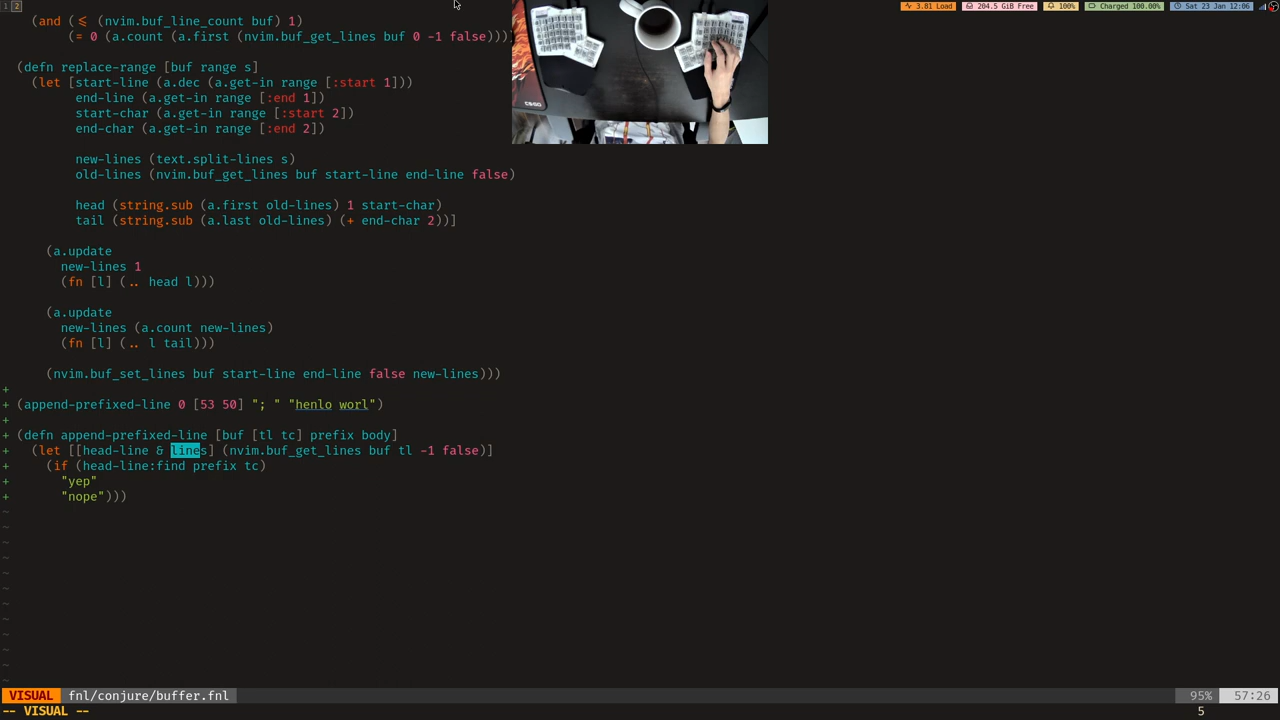 1 2
3.81 Load 204.5 GiB Free 100% Charged 100.00% Sat 23 Jan 12:06
(and (<= (nvim.buf_line_count buf) 1)
(= 0 (a.count (a.first (nvim.buf_get_lines buf 0 -1 false))))
(defn replace-range [buf range s]
(let [start-line (a.dec (a.get-in range [:start 1]))
end-line (a.get-in range [:end 1])
start-char (a.get-in range [:start 2])
end-char (a.get-in range [:end 2])
new-lines (text.split-lines s)
old-lines (nvim.buf_get_lines buf start-line end-line false)
head (string.sub (a.first old-lines) 1 start-char)
tail (string.sub (a.last old-lines) (+ end-char 2))]
(a.update
new-lines 1
(fn [l] (.. head l)))
(a.update
new-lines (a.count new-lines)
(fn [l] (.. l tail)))
(nvim.buf_set_lines buf start-line end-line false new-lines)))
+
+ (append-prefixed-line 0 [53 50] "; " "henlo worl")
+
+ (defn append-prefixed-line [buf [tl tc] prefix body]
+ (let [[head-line & lines] (nvim.buf_get_lines buf tl -1 false)]
+ (if (head-line:find prefix tc)
+ "yep"
+ "nope")))
~
~
~
~
~
~
~
~
~
~
~
~
VISUAL fnl/conjure/buffer.fnl 95% 57:26
-- VISUAL -- 5